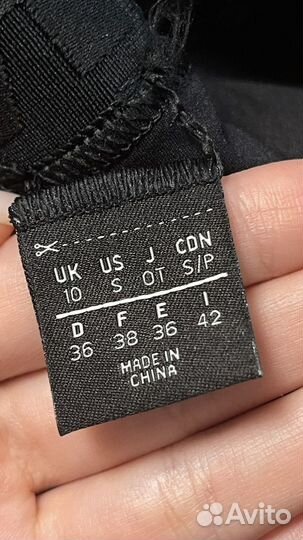 UK US J CDN
10 S OT S/P
D F E I
36 38 36 42
MADE IN
CHINA
Avito